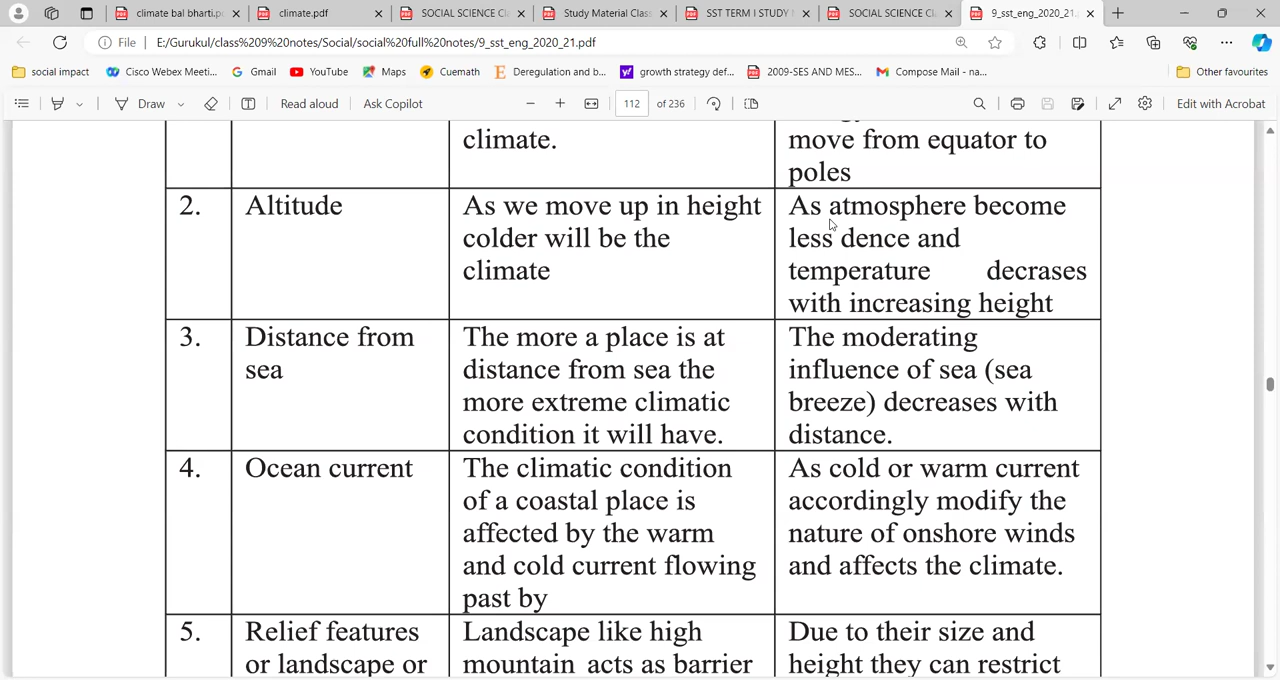 climate bal bharti.p
climate.pdf
SOCIAL SCIENCE Cl
Study Material Class
SST TERM I STUDY M
SOCIAL SCIENCE Cl
9_sst_eng_2020_21.
File
E:/Gurukul/class%209%20notes/Social/social%20full%20notes/9_sst_eng_2020_21.pdf
social impact
Cisco Webex Meeti...
Gmail
YouTube
Maps
Cuemath
Deregulation and b...
growth strategy def...
2009-SES AND MES...
Compose Mail - na...
Other favourites
Draw
Read aloud
Ask Copilot
112
of 236
Edit with Acrobat
climate.
move from equator to
poles
2.
Altitude
As we move up in height
colder will be the
climate
As atmosphere become
less dence and
temperature decrases
with increasing height
3.
Distance from
sea
The more a place is at
distance from sea the
more extreme climatic
condition it will have.
The moderating
influence of sea (sea
breeze) decreases with
distance.
4.
Ocean current
The climatic condition
of a coastal place is
affected by the warm
and cold current flowing
past by
As cold or warm current
accordingly modify the
nature of onshore winds
and affects the climate.
5.
Relief features
or landscape or
Landscape like high
mountain acts as barrier
Due to their size and
height they can restrict